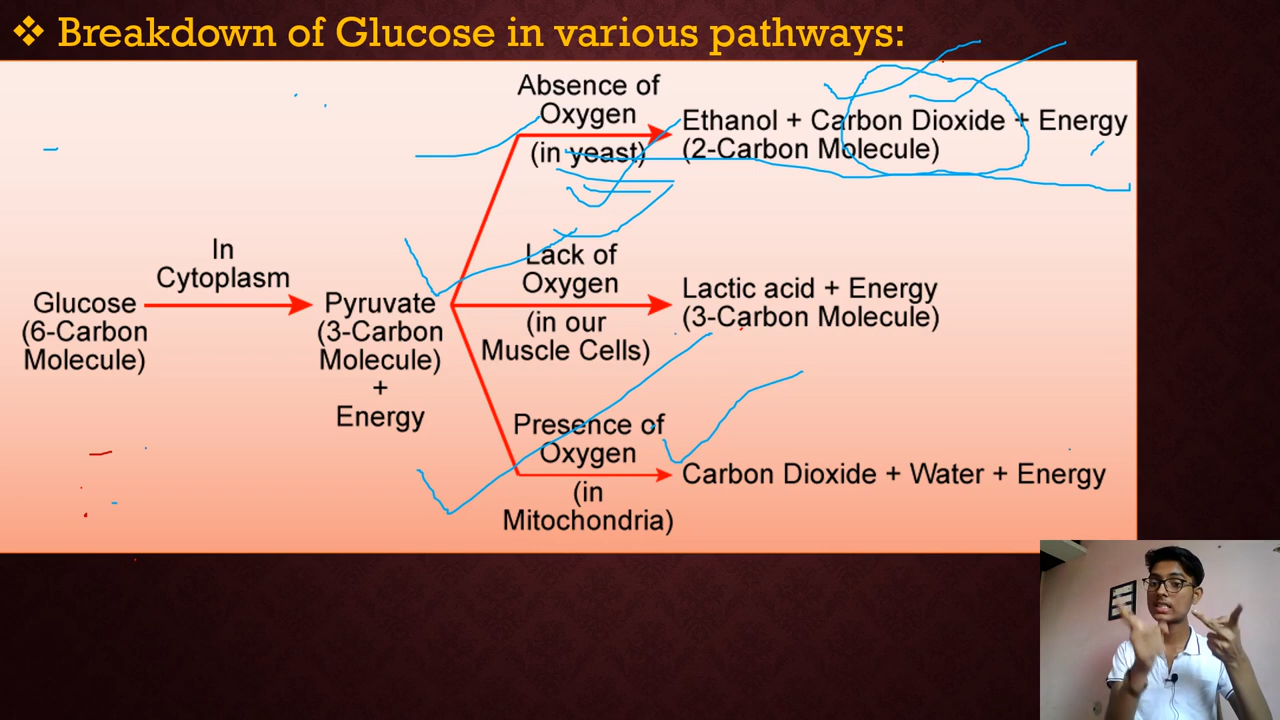 ❖ Breakdown of Glucose in various pathways:
Absence of
Oxygen
(in yeast)
Ethanol + Carbon Dioxide + Energy
(2-Carbon Molecule)
In
Cytoplasm
Glucose
(6-Carbon
Molecule)
Pyruvate
(3-Carbon
Molecule)
+
Energy
Lack of
Oxygen
(in our
Muscle Cells)
Lactic acid + Energy
(3-Carbon Molecule)
Presence of
Oxygen
(in
Mitochondria)
Carbon Dioxide + Water + Energy